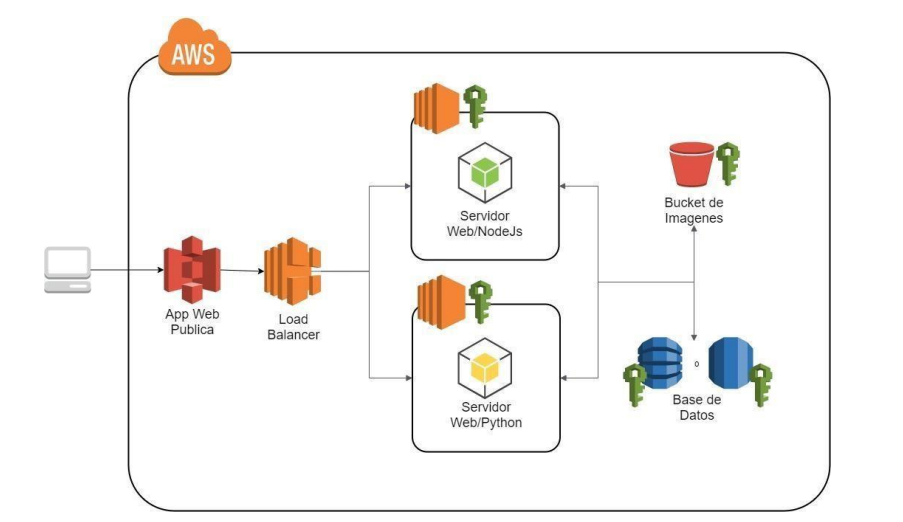 AWS
Servidor
Web/NodeJs
Bucket de
Imagenes
App Web
Publica
Load
Balancer
Servidor
Web/Python
o
Base de
Datos